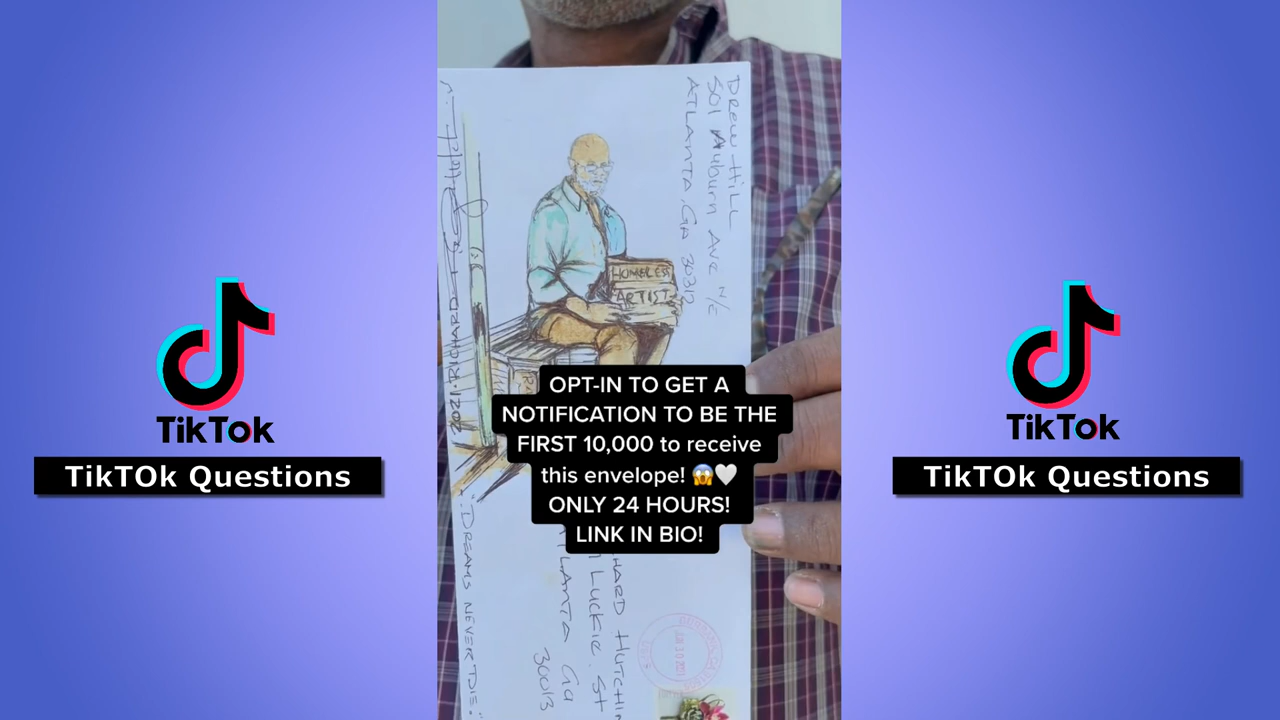 TikTok
TikTOk Questions
DREW HILL
501 Auburn Ave N/E
ATLANTA, GA 30312
HOMELESS
ARTIST
2021. RICHARD
OPT-IN TO GET A
NOTIFICATION TO BE THE
FIRST 10,000 to receive
this envelope! 😱🤍
ONLY 24 HOURS!
LINK IN BIO!
HARD HUTCHIN
Luckie. St
ATLANTA Ga
"DREAMS NEVER DIE."
TikTok
TikTOk Questions